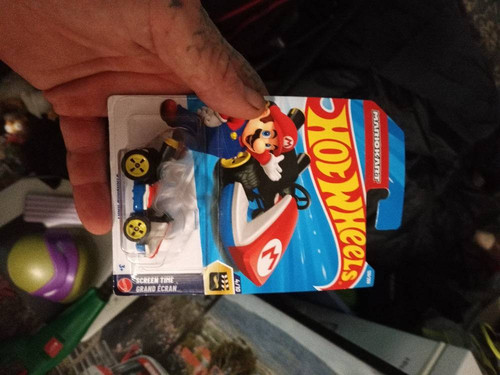 MARIOKART
HOT WHEELS
M
SCREEN TIME
GRAND ÉCRAN